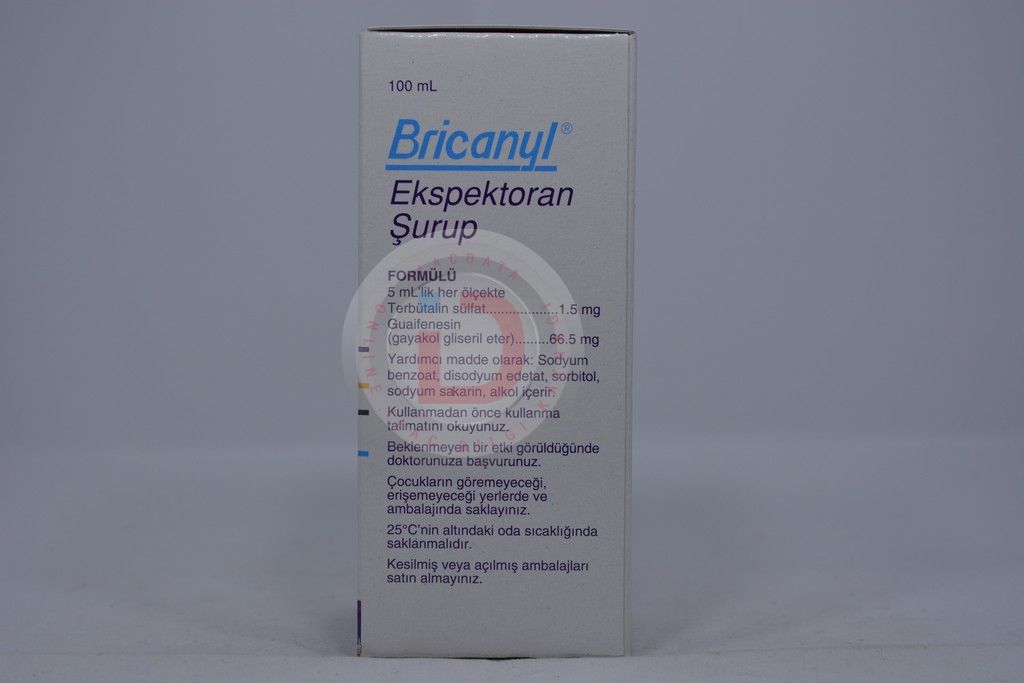 100 mL
Bricanyl®
Ekspektoran
Şurup
FORMÜLÜ
5 mL'lik her ölçekte
Terbütalin sülfat...................1.5 mg
Guaifenesin
(gayakol gliseril eter).........66.5 mg
Yardımcı madde olarak: Sodyum
benzoat, disodyum edetat, sorbitol,
sodyum sakarin, alkol içerir.
Kullanmadan önce kullanma
talimatını okuyunuz.
Beklenmeyen bir etki görüldüğünde
doktorunuza başvurunuz.
Çocukların göremeyeceği,
erişemeyeceği yerlerde ve
ambalajında saklayınız.
25°C'nin altındaki oda sıcaklığında
saklanmalıdır.
Kesilmiş veya açılmış ambalajları
satın almayınız.